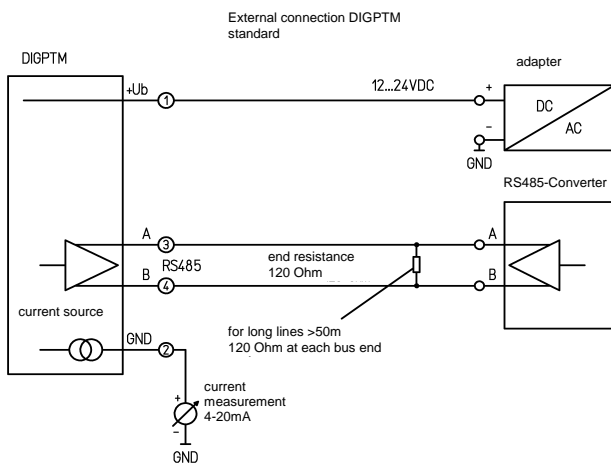 External connection DIGPTM
standard
DIGPTM
adapter
+Ub
1
12...24VDC
+
DC
AC
-
GND
RS485-Converter
A
3
A
RS485
end resistance
120 Ohm
B
4
B
current source
for long lines >50m
120 Ohm at each bus end
GND
2
+
current
measurement
4-20mA
-
GND